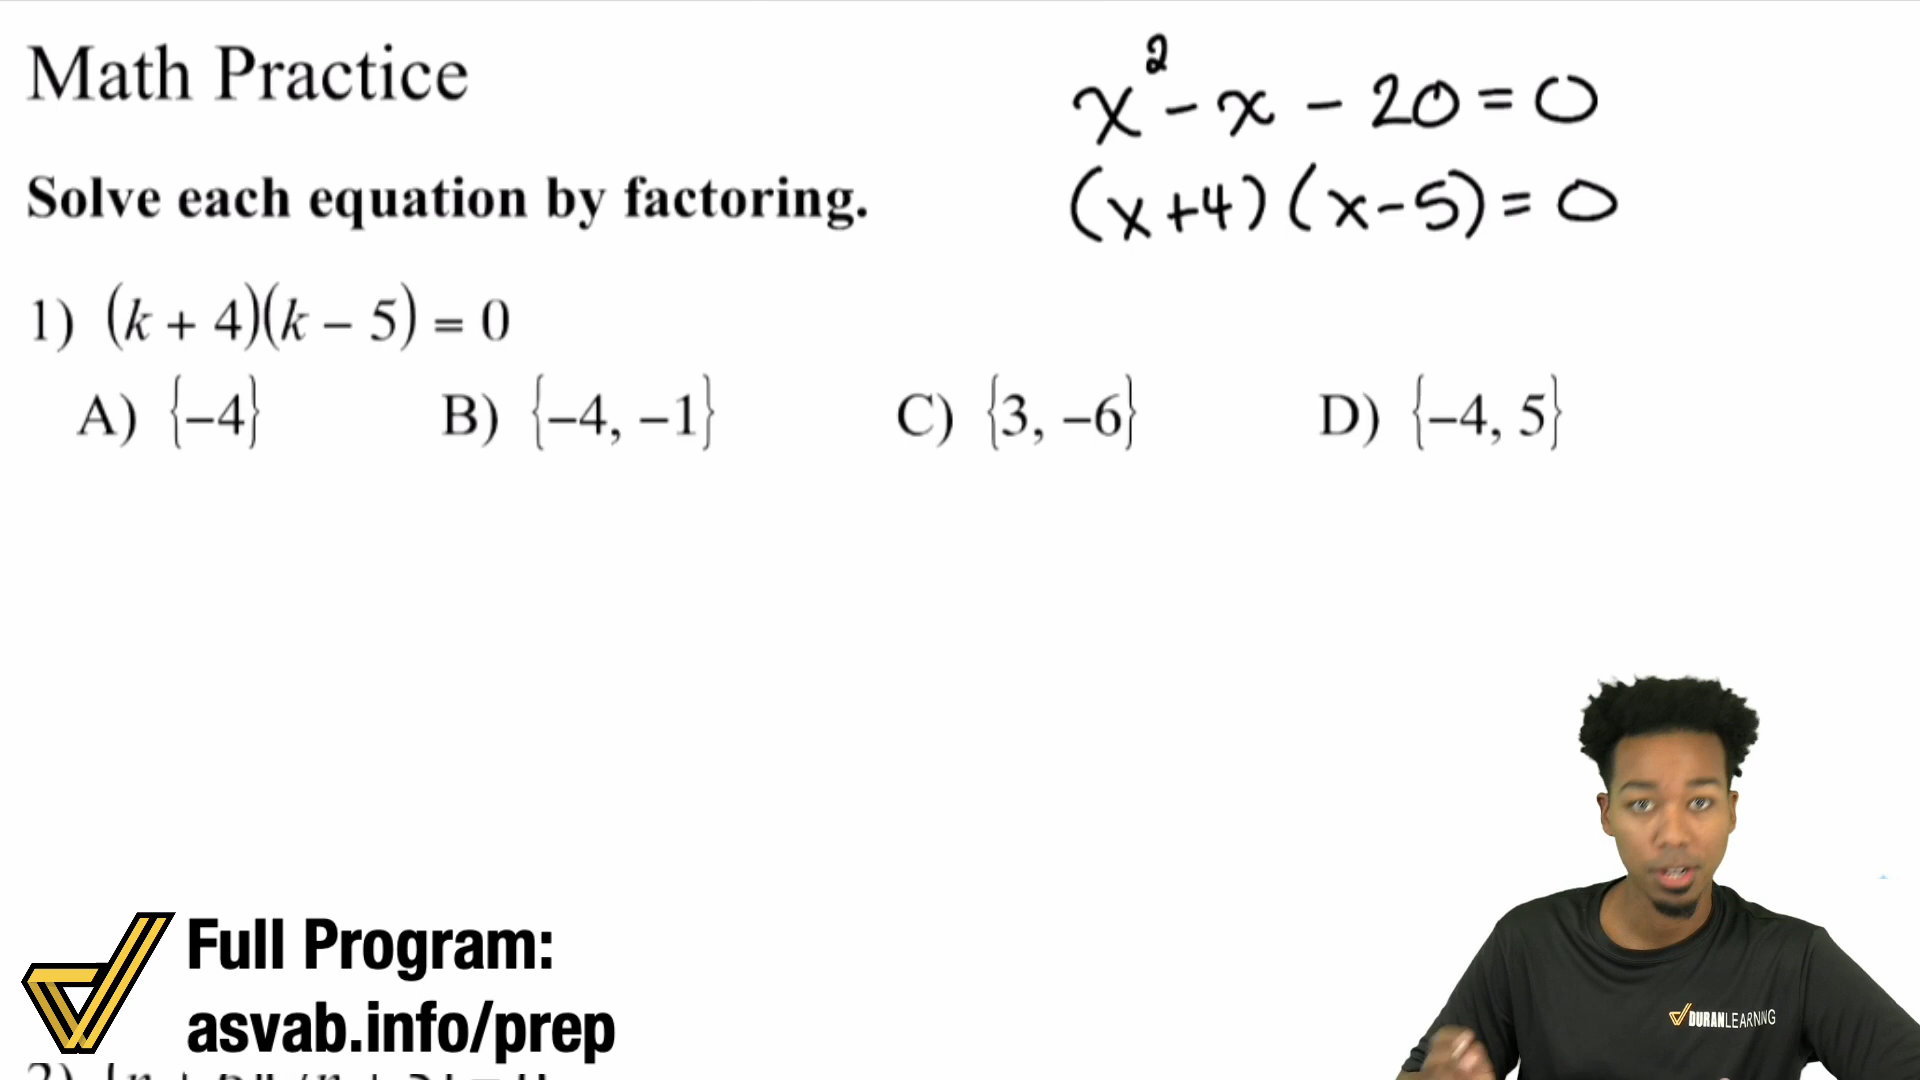 Math Practice
x² - x - 20 = 0
Solve each equation by factoring.
(x+4)(x-5) = 0
1) (k + 4)(k − 5) = 0
A) {−4} B) {−4, −1} C) {3, −6} D) {−4, 5}
Full Program:
asvab.info/prep
DURANLEARNING